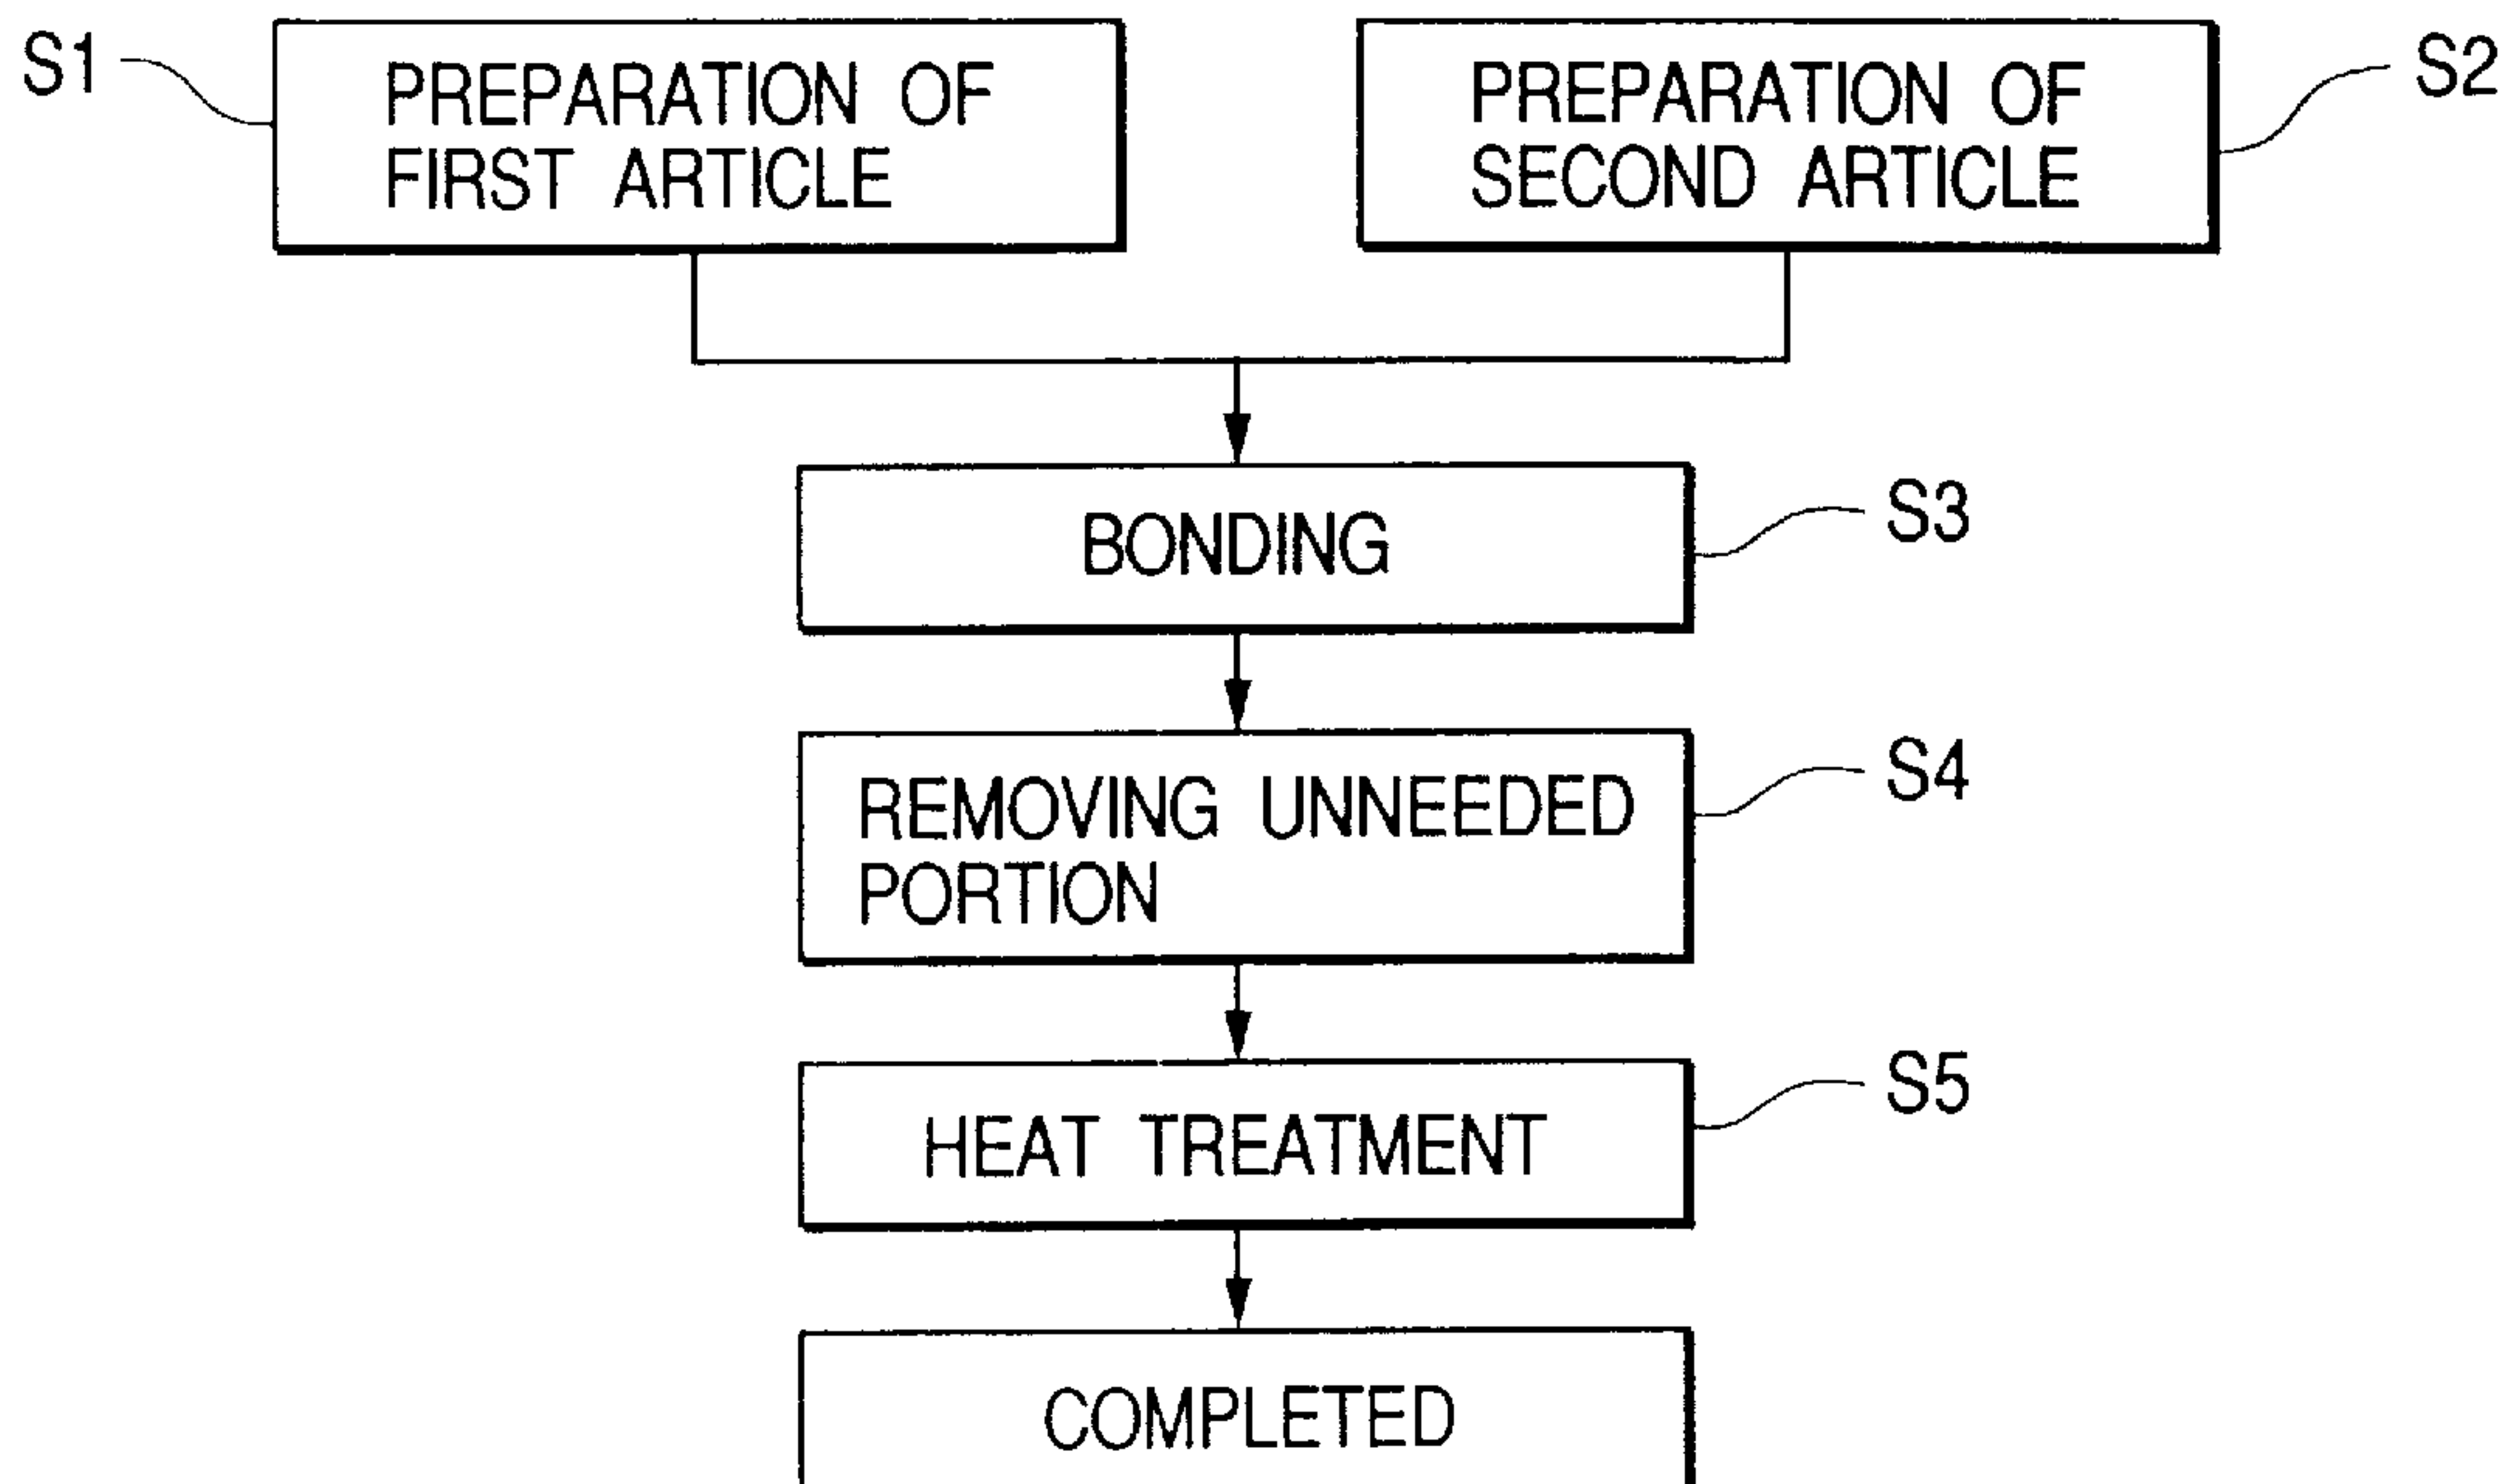 S1
PREPARATION OF
FIRST ARTICLE
PREPARATION OF
SECOND ARTICLE
S2
BONDING
S3
REMOVING UNNEEDED
PORTION
S4
HEAT TREATMENT
S5
COMPLETED